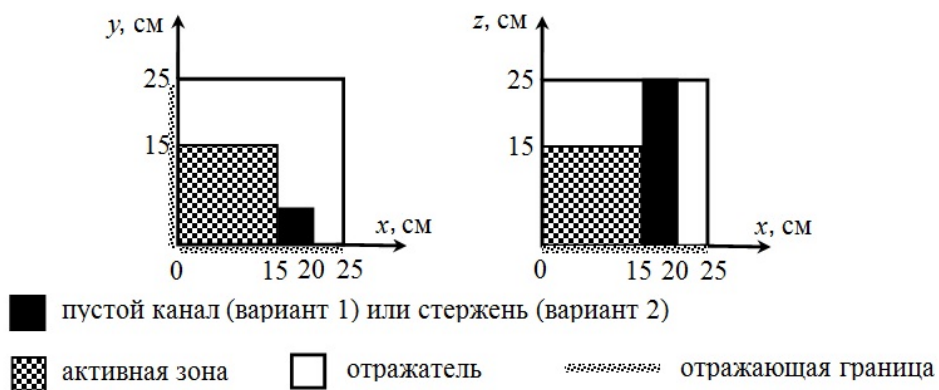 y, см
25
15
x, см
0 15 20 25
z, см
25
15
x, см
0 15 20 25
пустой канал (вариант 1) или стержень (вариант 2)
активная зона
отражатель
отражающая граница